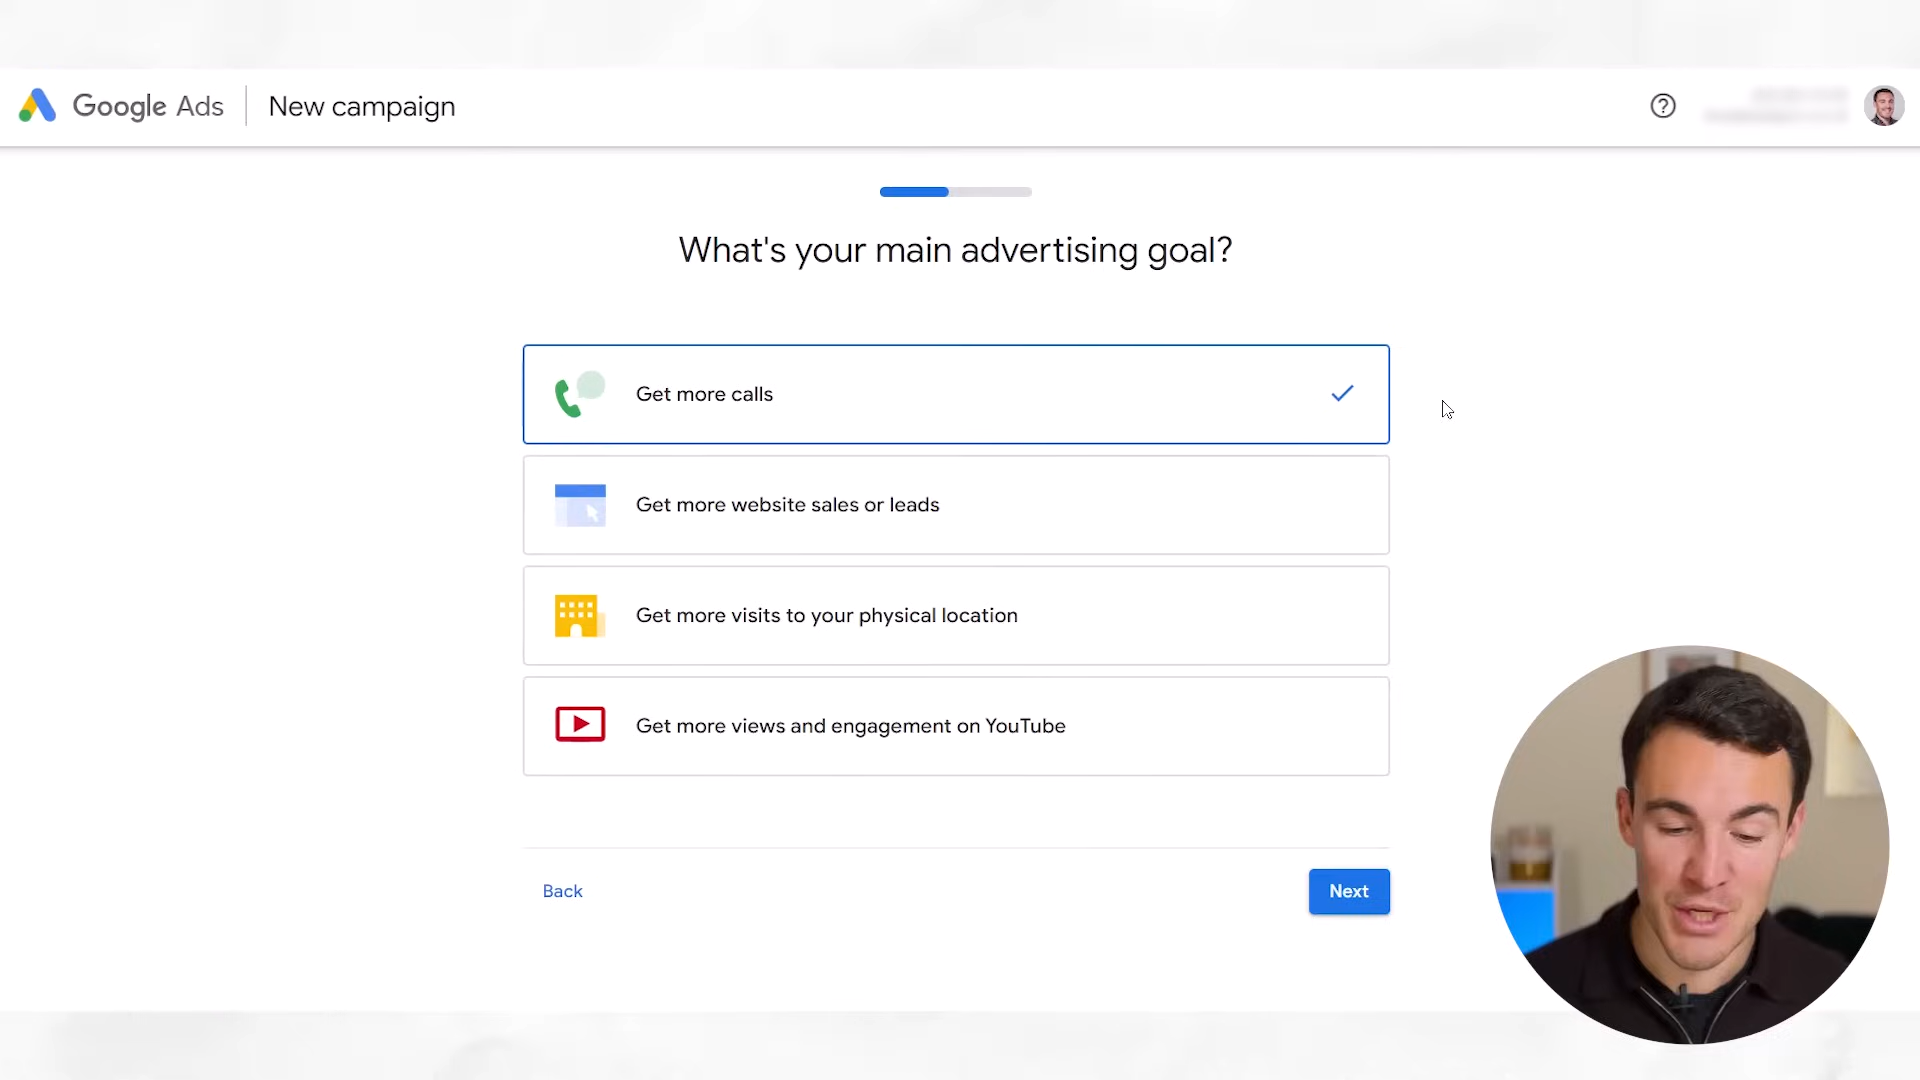 Google Ads
New campaign
What's your main advertising goal?
Get more calls
Get more website sales or leads
Get more visits to your physical location
Get more views and engagement on YouTube
Back
Next